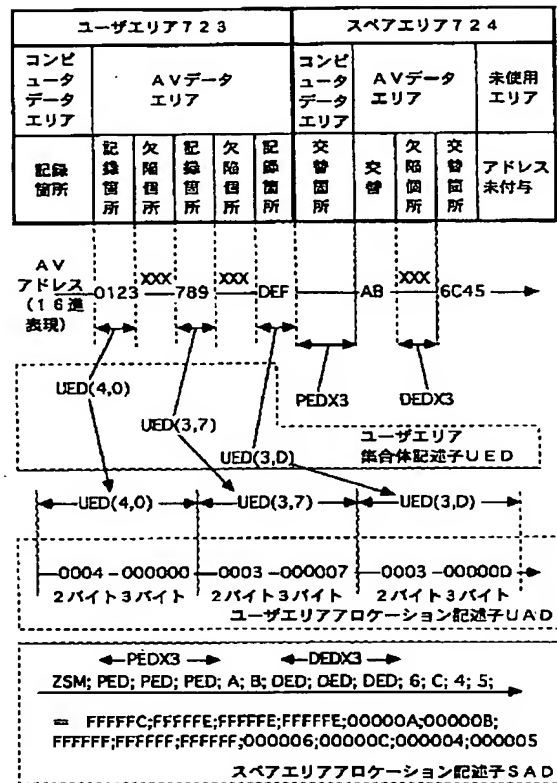 ユーザエリア723
スペアエリア724
コンピュータデータエリア
AVデータエリア
コンピュータデータエリア
AVデータエリア
未使用エリア
記録箇所
記録箇所
欠陥個所
記録箇所
欠陥個所
記録箇所
交替箇所
交替
欠陥個所
交替箇所
アドレス未付与
AVアドレス(16進表現)
0123 XXX 789 XXX DEF AB XXX 6C45
UED(4,0)
UED(3,7)
UED(3,D)
PEDX3
DEDX3
ユーザエリア
集合体記述子UED
UED(4,0) UED(3,7) UED(3,D)
0004-000000 0003-000007 0003-00000D
2バイト3バイト 2バイト3バイト 2バイト3バイト
ユーザエリアアロケーション記述子UAD
PEDX3 DEDX3
ZSM; PED; PED; PED; A; B; DED; DED; DED; 6; C; 4; 5;
= FFFFFC;FFFFFE;FFFFFE;FFFFFE;00000A;00000B;
FFFFFF;FFFFFF;FFFFFF;000006;00000C;000004;000005
スペアエリアアロケーション記述子SAD